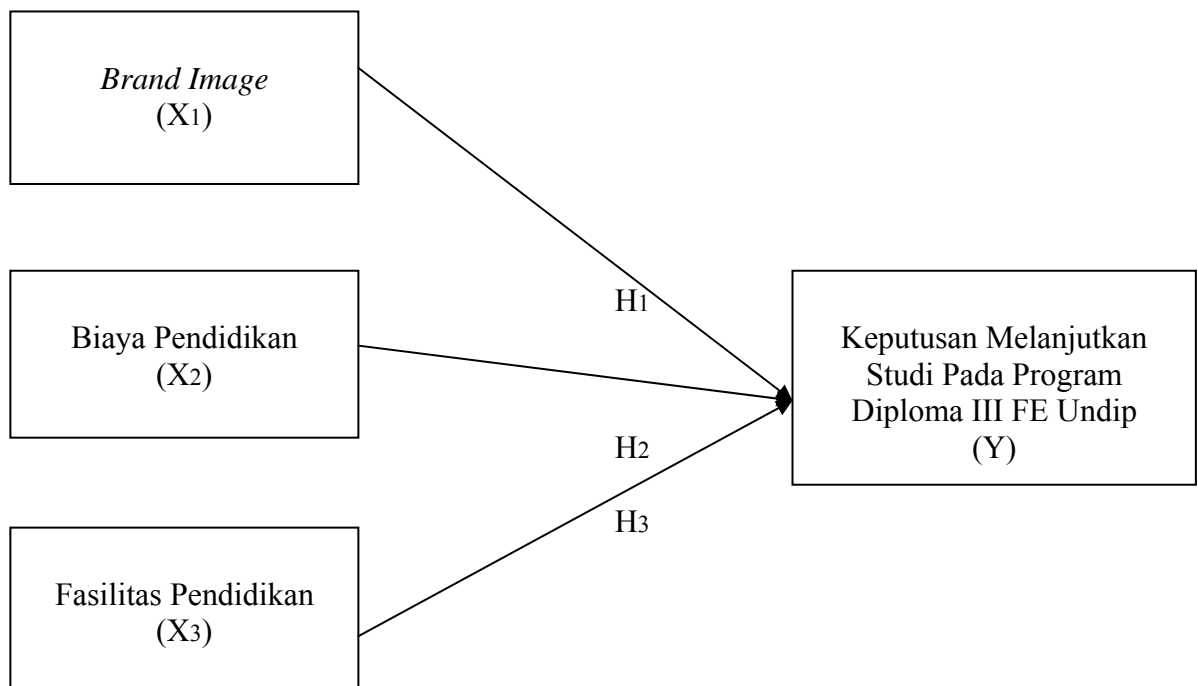 Brand Image
(X1)
H1
Biaya Pendidikan
(X2)
Keputusan Melanjutkan
Studi Pada Program
Diploma III FE Undip
(Y)
H2
H3
Fasilitas Pendidikan
(X3)